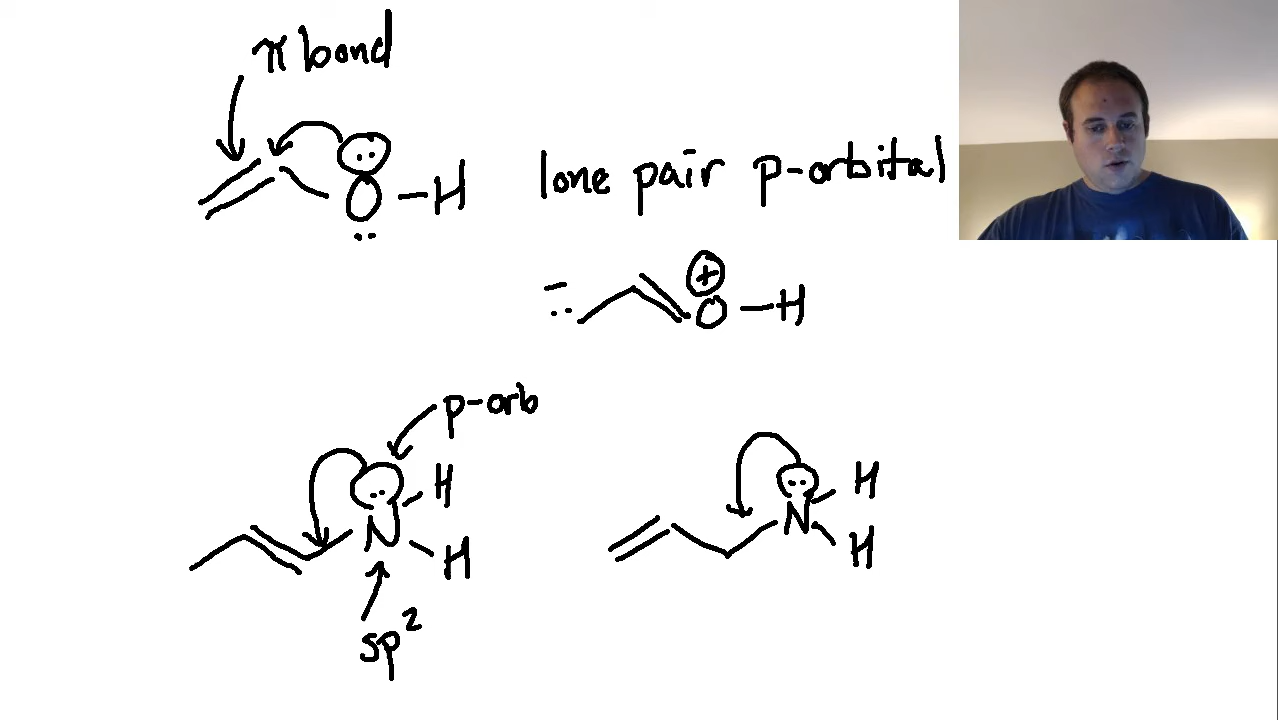 π bond
O-H
lone pair p-orbital
+
O-H
p-orb
H
N
H
sp²
H
N
H